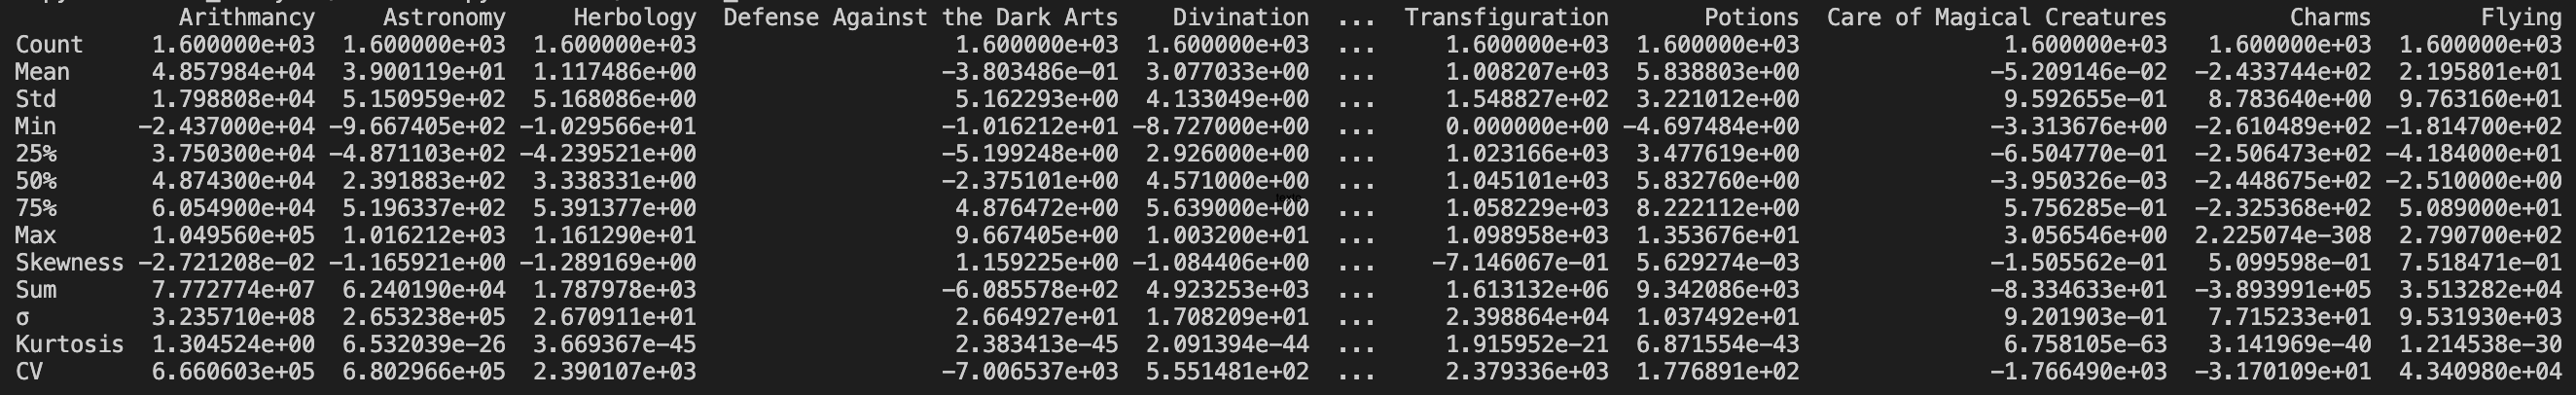 Arithmancy Astronomy Herbology Defense Against the Dark Arts Divination ... Transfiguration Potions Care of Magical Creatures Charms Flying
Count 1.600000e+03 1.600000e+03 1.600000e+03 1.600000e+03 1.600000e+03 ... 1.600000e+03 1.600000e+03 1.600000e+03 1.600000e+03 1.600000e+03
Mean 4.857984e+04 3.900119e+01 1.117486e+00 -3.803486e-01 3.077033e+00 ... 1.008207e+03 5.838803e+00 -5.209146e-02 -2.433744e+02 2.195801e+01
Std 1.798808e+04 5.150959e+02 5.168086e+00 5.162293e+00 4.133049e+00 ... 1.548827e+02 3.221012e+00 9.592655e-01 8.783640e+00 9.763160e+01
Min -2.437000e+04 -9.667405e+02 -1.029566e+01 -1.016212e+01 -8.727000e+00 ... 0.000000e+00 -4.697484e+00 -3.313676e+00 -2.610489e+02 -1.814700e+02
25% 3.750300e+04 -4.871103e+02 -4.239521e+00 -5.199248e+00 2.926000e+00 ... 1.023166e+03 3.477619e+00 -6.504770e-01 -2.506473e+02 -4.184000e+01
50% 4.874300e+04 2.391883e+02 3.338331e+00 -2.375101e+00 4.571000e+00 ... 1.045101e+03 5.832760e+00 -3.950326e-03 -2.448675e+02 -2.510000e+00
75% 6.054900e+04 5.196337e+02 5.391377e+00 4.876472e+00 5.639000e+00 ... 1.058229e+03 8.222112e+00 5.756285e-01 -2.325368e+02 5.089000e+01
Max 1.049560e+05 1.016212e+03 1.161290e+01 9.667405e+00 1.003200e+01 ... 1.098958e+03 1.353676e+01 3.056546e+00 2.225074e-308 2.790700e+02
Skewness -2.721208e-02 -1.165921e+00 -1.289169e+00 1.159225e+00 -1.084406e+00 ... -7.146067e-01 5.629274e-03 -1.505562e-01 5.099598e-01 7.518471e-01
Sum 7.772774e+07 6.240190e+04 1.787978e+03 -6.085578e+02 4.923253e+03 ... 1.613132e+06 9.342086e+03 -8.334633e+01 -3.893991e+05 3.513282e+04
σ 3.235710e+08 2.653238e+05 2.670911e+01 2.664927e+01 1.708209e+01 ... 2.398864e+04 1.037492e+01 9.201903e-01 7.715233e+01 9.531930e+03
Kurtosis 1.304524e+00 6.532039e-26 3.669367e-45 2.383413e-45 2.091394e-44 ... 1.915952e-21 6.871554e-43 6.758105e-63 3.141969e-40 1.214538e-30
CV 6.660603e+05 6.802966e+05 2.390107e+03 -7.006537e+03 5.551481e+02 ... 2.379336e+03 1.776891e+02 -1.766490e+03 -3.170109e+01 4.340980e+04